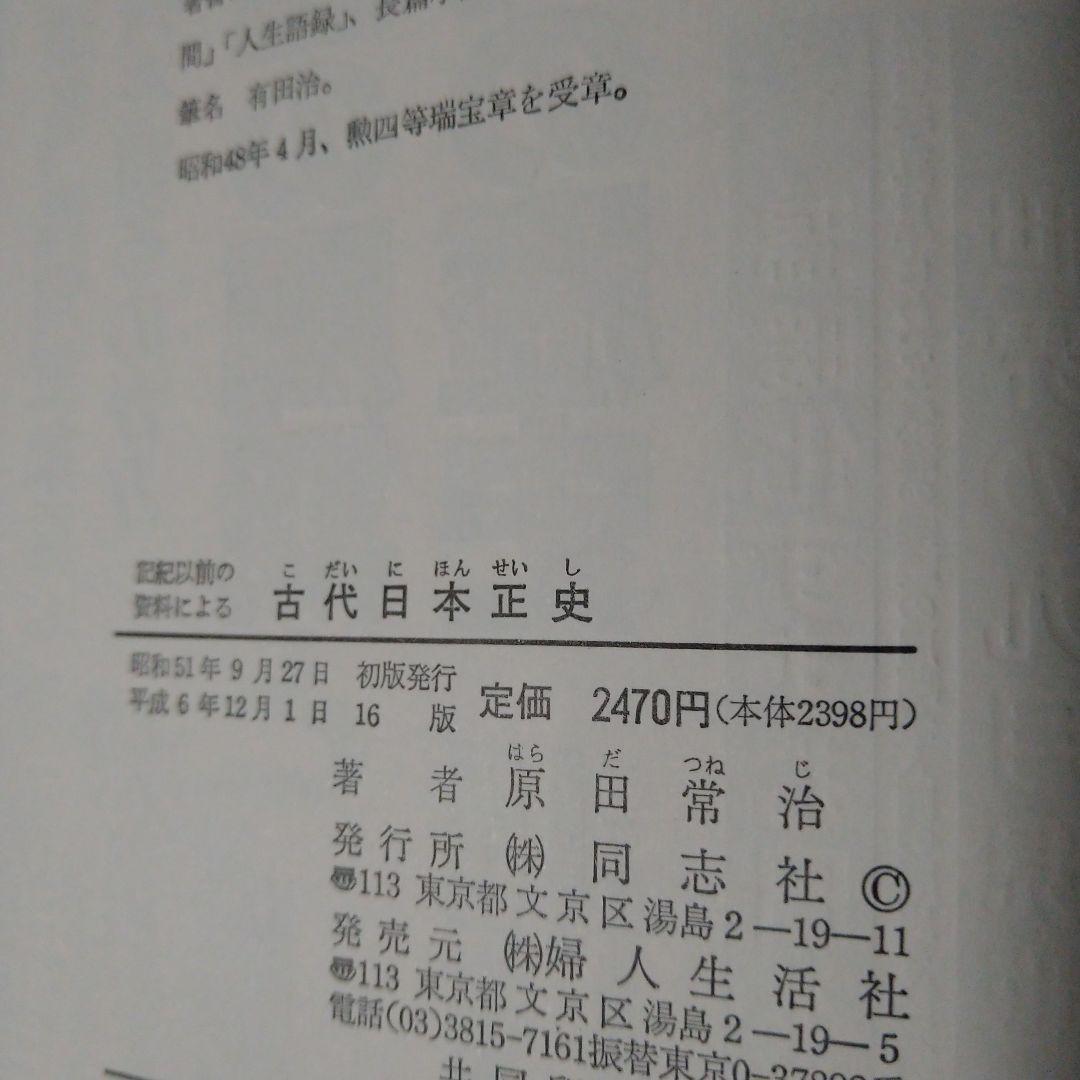 間」「人生語録」、長篇
筆名 有田治。
昭和48年4月、勲四等瑞宝章を受章。
記紀以前の
資料による
こ だい に ほん せい し
古代日本正史
昭和51年9月27日 初版発行
平成6年12月1日 16版
定価 2470円(本体2398円)
はら だ つね じ
著者 原田常治
発行所 ㈱同志社 ©
〠113 東京都文京区湯島2―19―11
発売元 ㈱婦人生活社
〠113 東京都文京区湯島2―19―5
電話(03)3815-7161振替東京0-